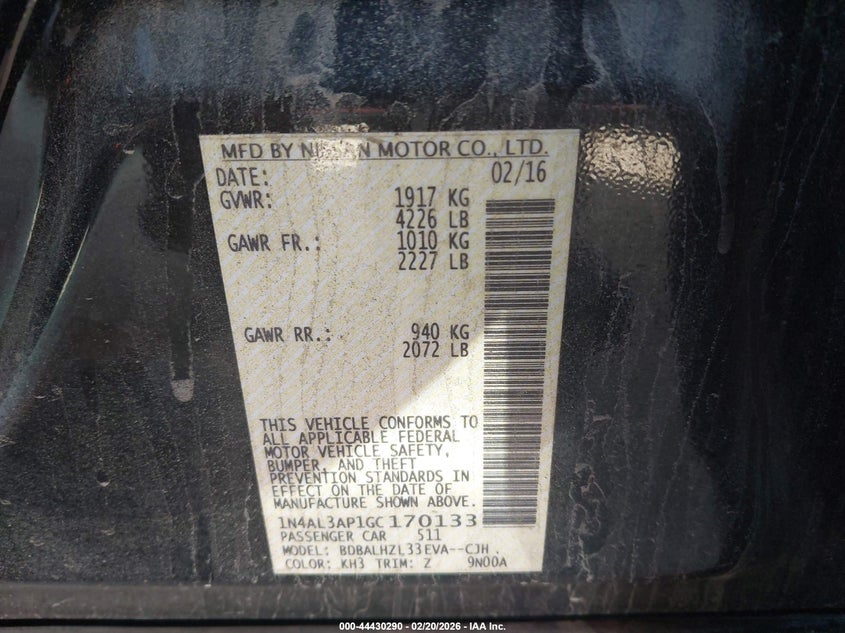 MFD BY NISSAN MOTOR CO., LTD.
DATE: 02/16
GVWR: 1917 KG
4226 LB
GAWR FR.: 1010 KG
2227 LB
GAWR RR.: 940 KG
2072 LB
THIS VEHICLE CONFORMS TO
ALL APPLICABLE FEDERAL
MOTOR VEHICLE SAFETY,
BUMPER, AND THEFT
PREVENTION STANDARDS IN
EFFECT ON THE DATE OF
MANUFACTURE SHOWN ABOVE.
1N4AL3AP1GC170133
PASSENGER CAR 511
MODEL: BDBALHZL33EVA--CJH
COLOR: KH3 TRIM: Z 9N00A
000-44430290 - 02/20/2026 - IAA Inc.